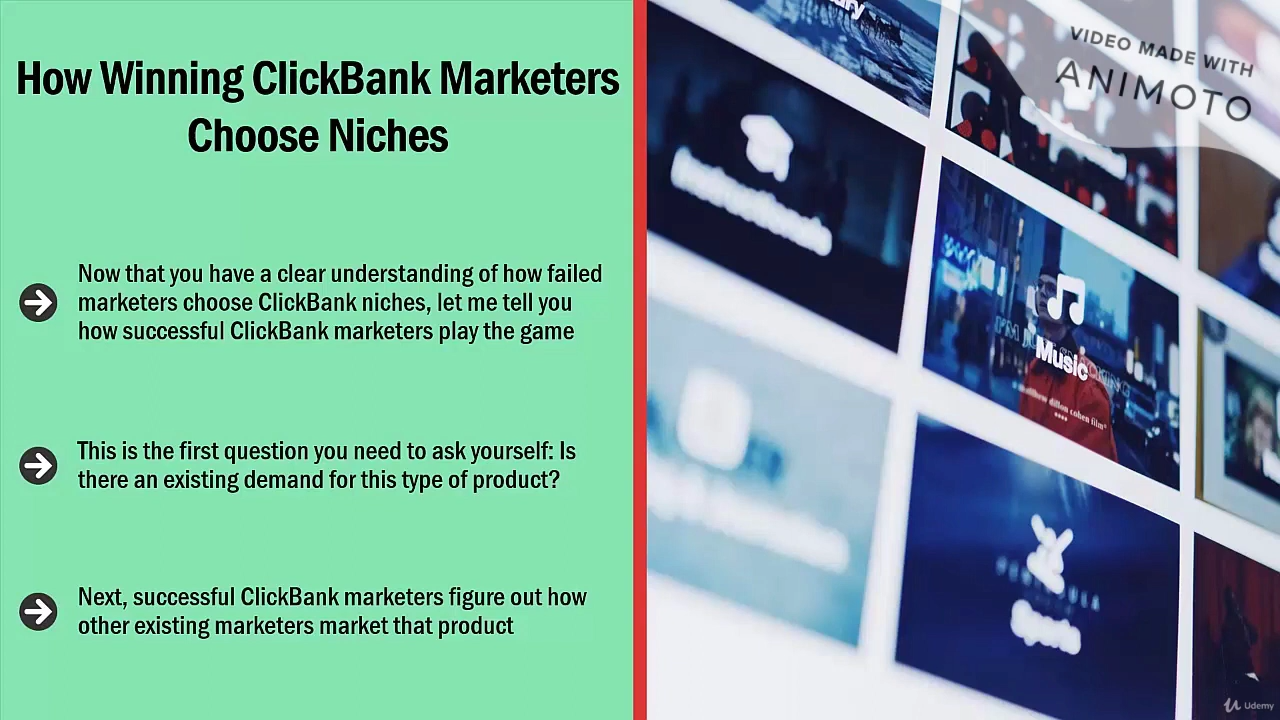 How Winning ClickBank Marketers
Choose Niches
Now that you have a clear understanding of how failed
marketers choose ClickBank niches, let me tell you
how successful ClickBank marketers play the game
This is the first question you need to ask yourself: Is
there an existing demand for this type of product?
Next, successful ClickBank marketers figure out how
other existing marketers market that product
VIDEO MADE WITH
ANIMOTO
Music
Sports
Udemy